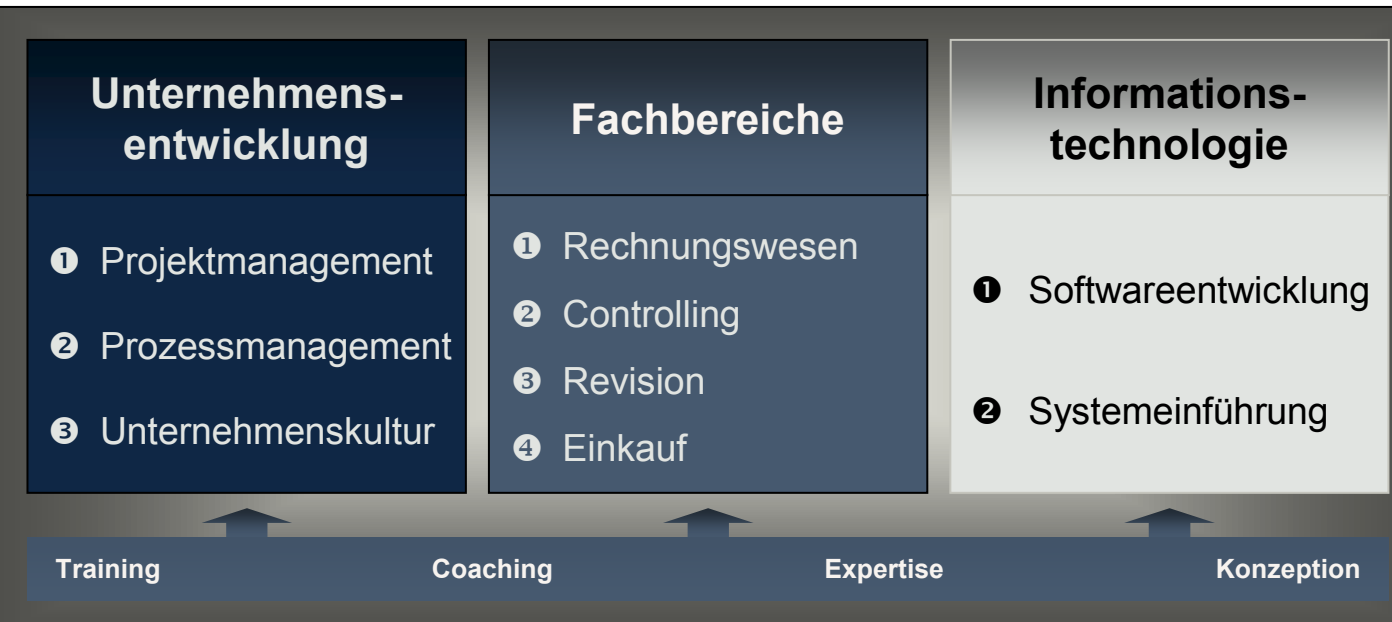 Unternehmens-
entwicklung
❶ Projektmanagement
❷ Prozessmanagement
❸ Unternehmenskultur
Fachbereiche
❶ Rechnungswesen
❷ Controlling
❸ Revision
❹ Einkauf
Informations-
technologie
❶ Softwareentwicklung
❷ Systemeinführung
Training Coaching Expertise Konzeption